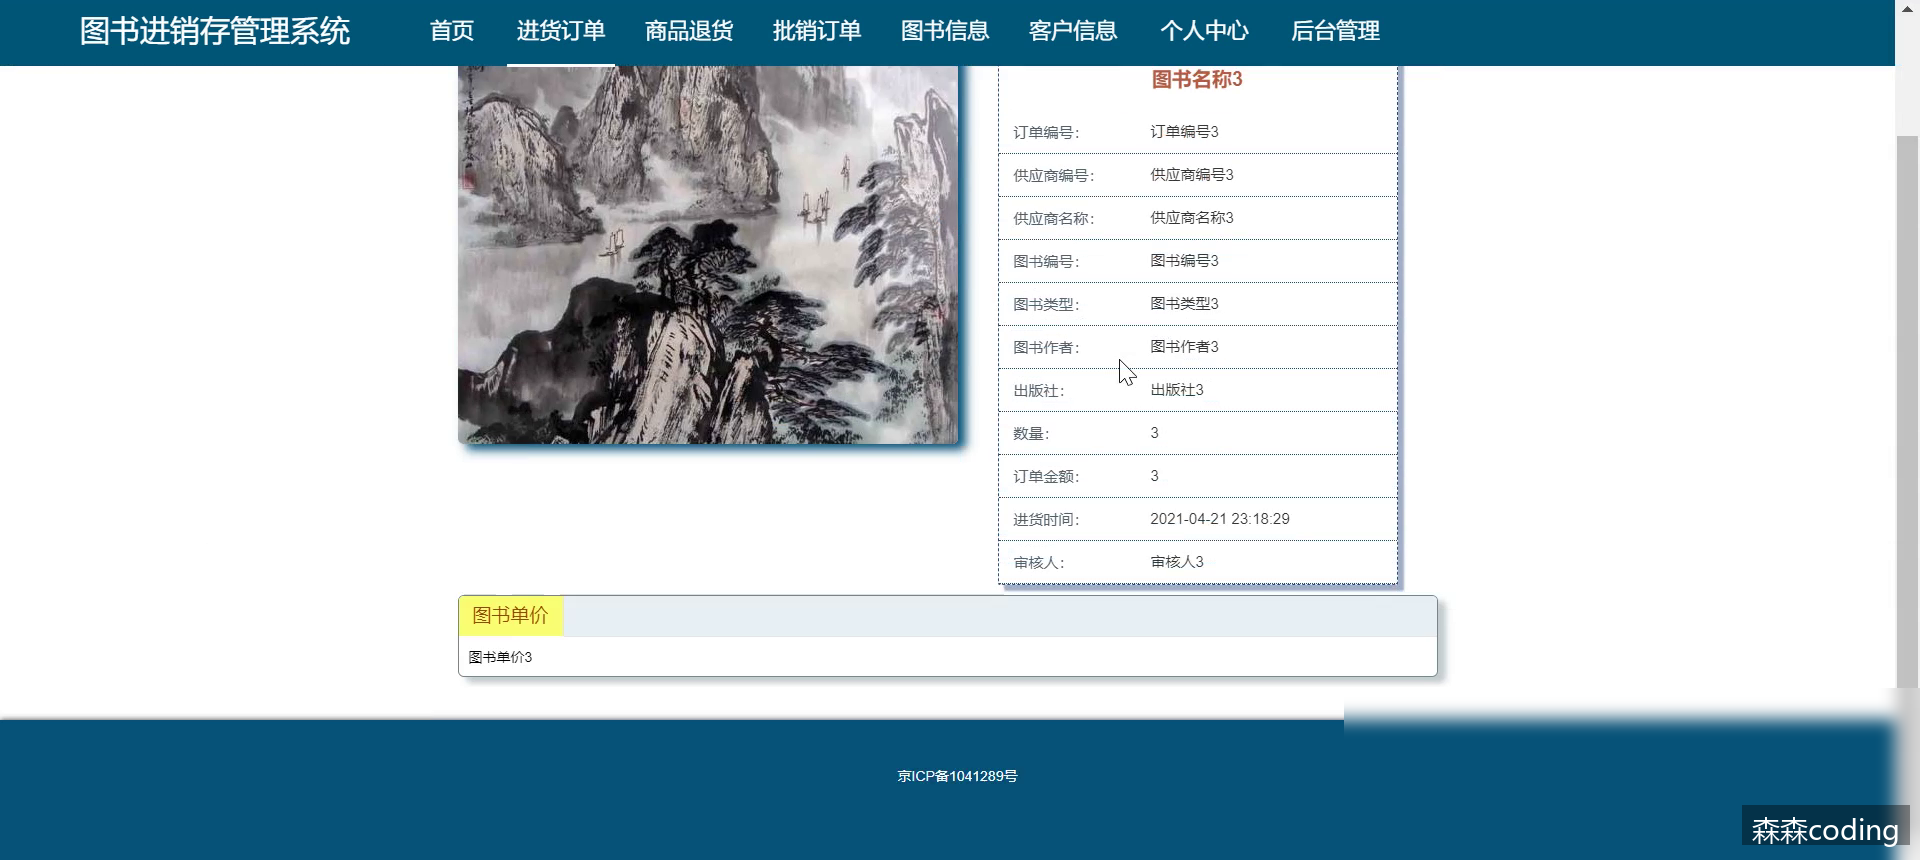 图书进销存管理系统 首页 进货订单 商品退货 批销订单 图书信息 客户信息 个人中心 后台管理
图书名称3
订单编号: 订单编号3
供应商编号: 供应商编号3
供应商名称: 供应商名称3
图书编号: 图书编号3
图书类型: 图书类型3
图书作者: 图书作者3
出版社: 出版社3
数量: 3
订单金额: 3
进货时间: 2021-04-21 23:18:29
审核人: 审核人3
图书单价
图书单价3
京ICP备1041289号
森森coding